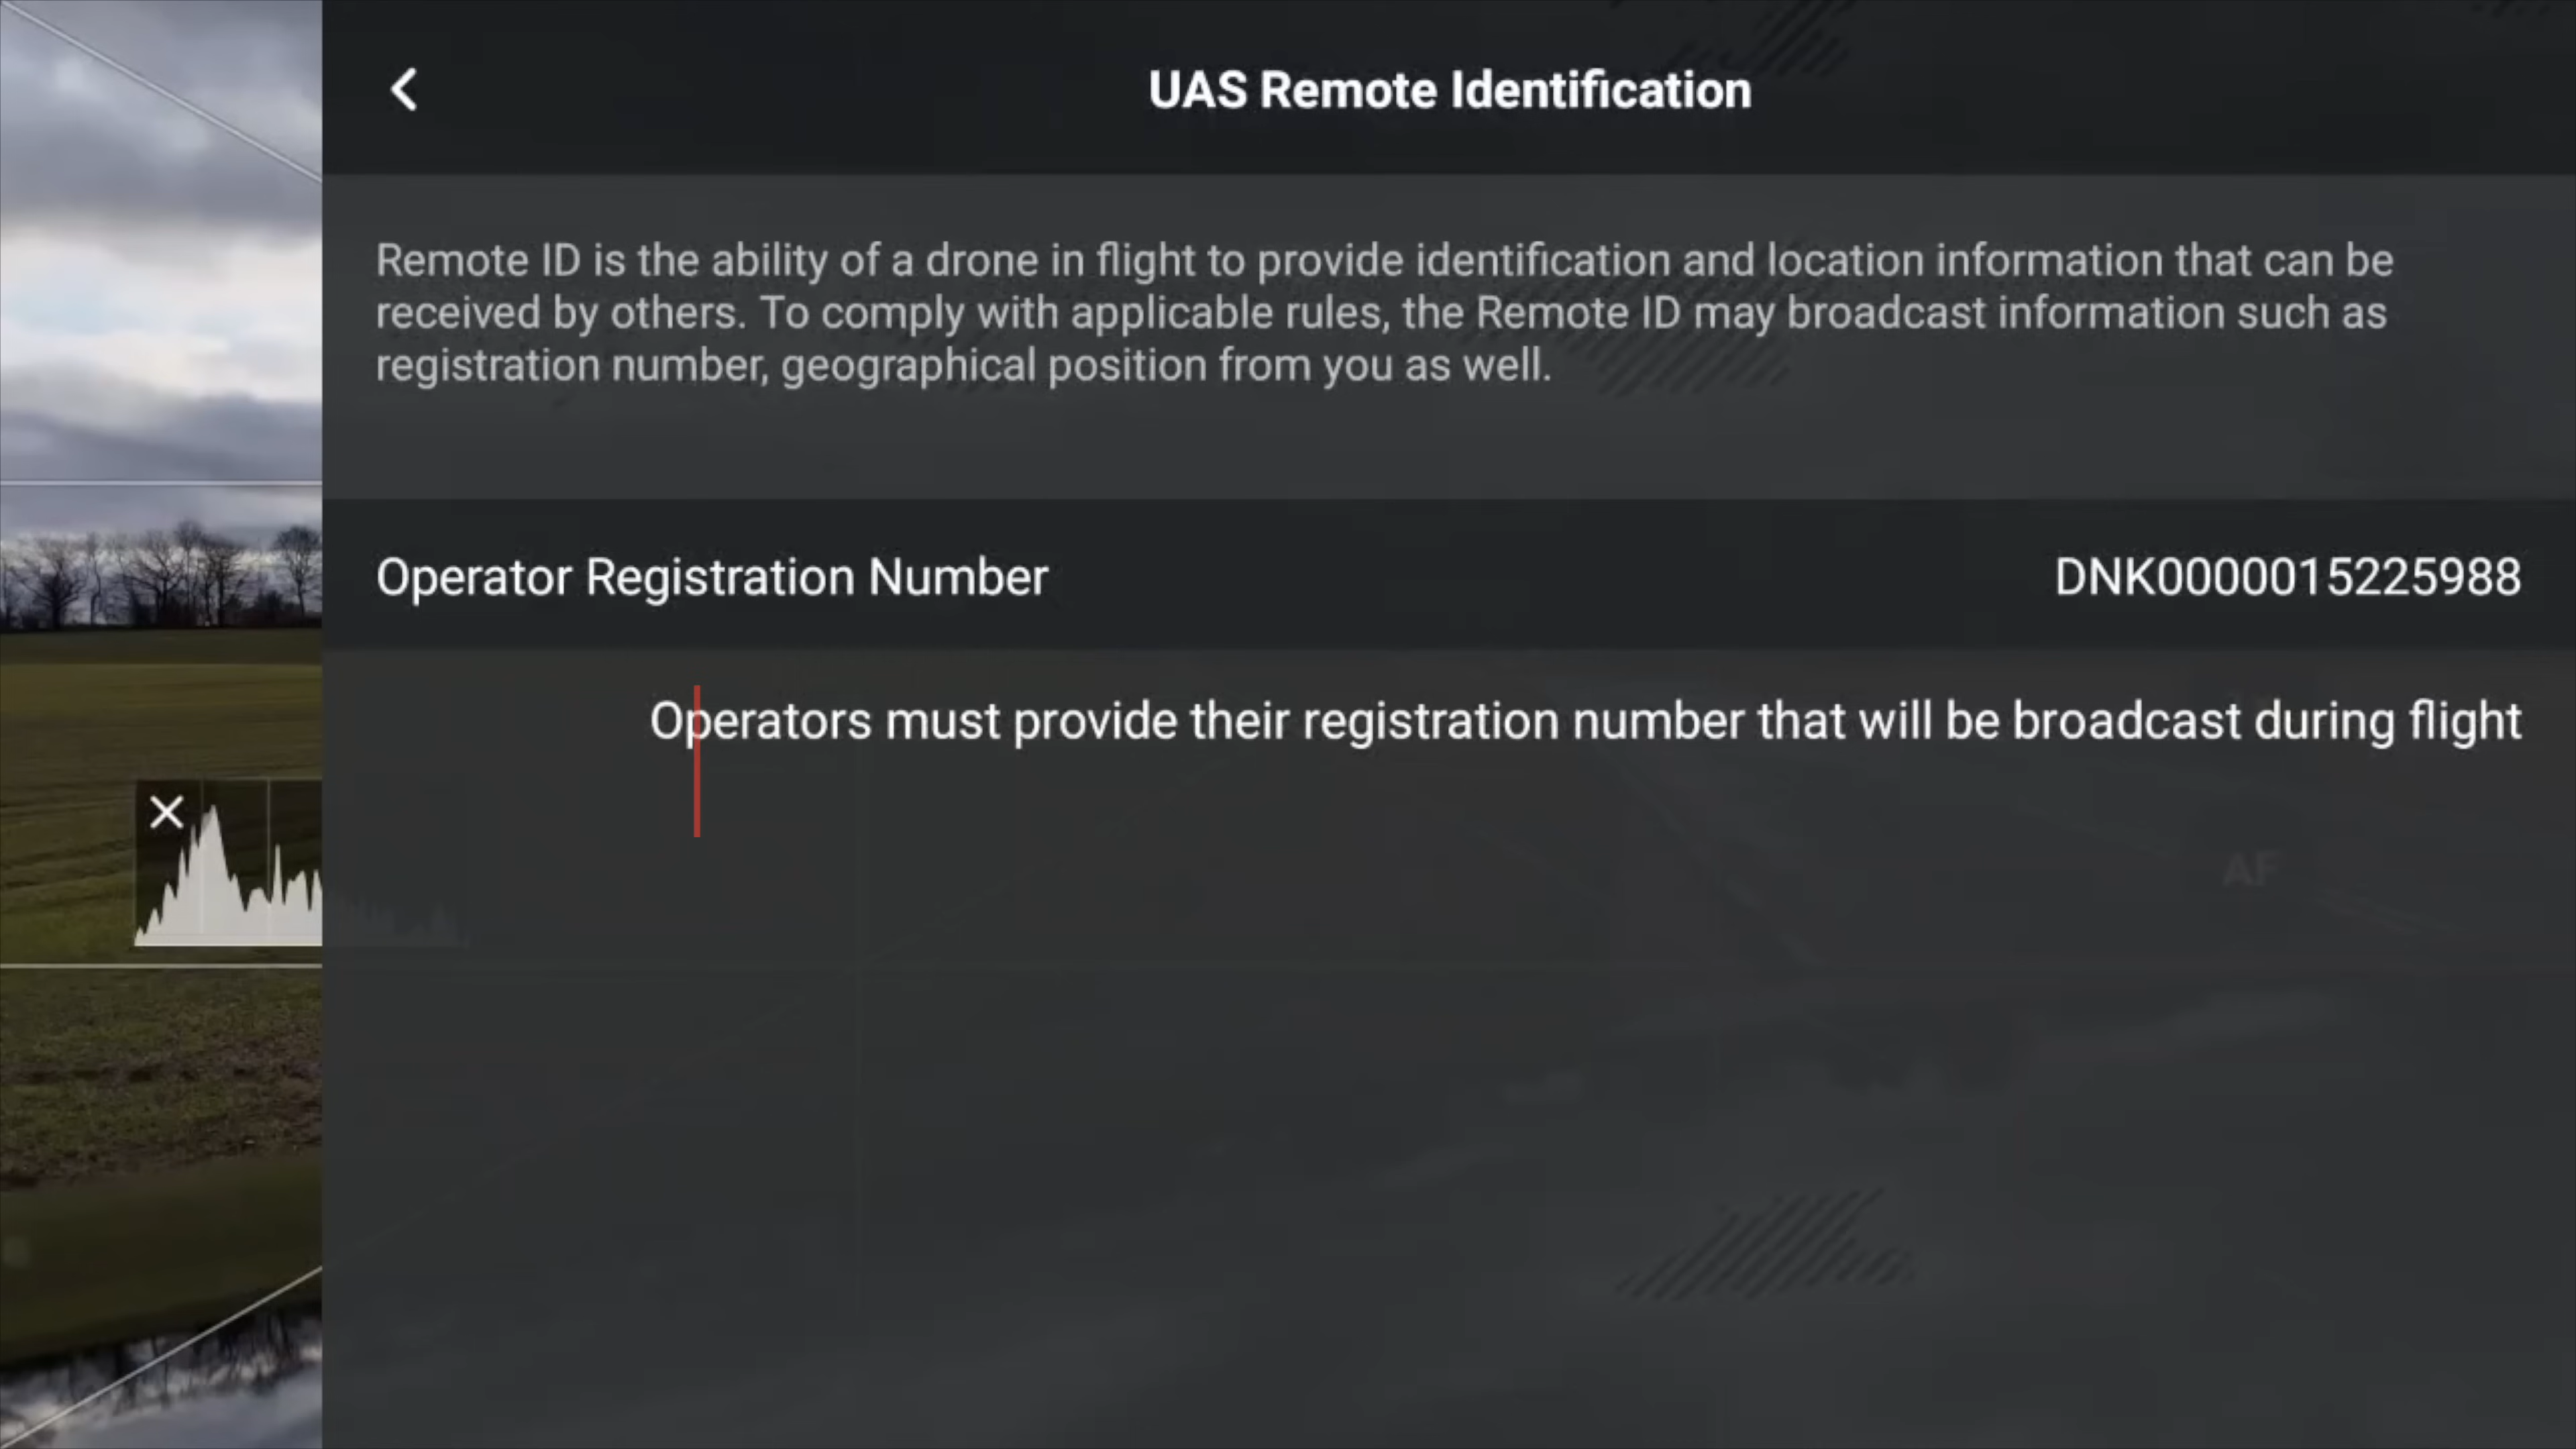 UAS Remote Identification
Remote ID is the ability of a drone in flight to provide identification and location information that can be
received by others. To comply with applicable rules, the Remote ID may broadcast information such as
registration number, geographical position from you as well.
Operator Registration Number DNK0000015225988
Operators must provide their registration number that will be broadcast during flight
AF